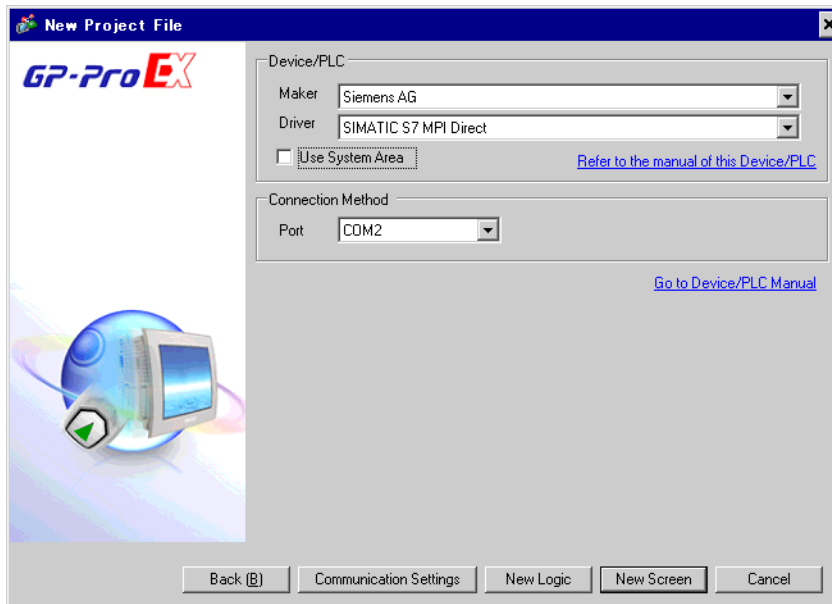 New Project File
GP-Pro EX
Device/PLC
Maker Siemens AG
Driver SIMATIC S7 MPI Direct
Use System Area Refer to the manual of this Device/PLC
Connection Method
Port COM2
Go to Device/PLC Manual
Back (B) Communication Settings New Logic New Screen Cancel